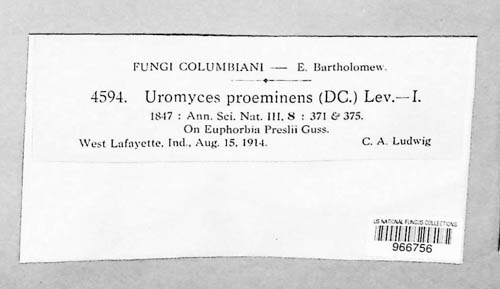 FUNGI COLUMBIANI — E. Bartholomew.
4594. Uromyces proeminens (DC.) Lev.—I.
1847 : Ann. Sci. Nat. III, 8 : 371 & 375.
On Euphorbia Preslii Guss.
West Lafayette, Ind., Aug. 15, 1914. C. A. Ludwig
US NATIONAL FUNGUS COLLECTIONS
966756